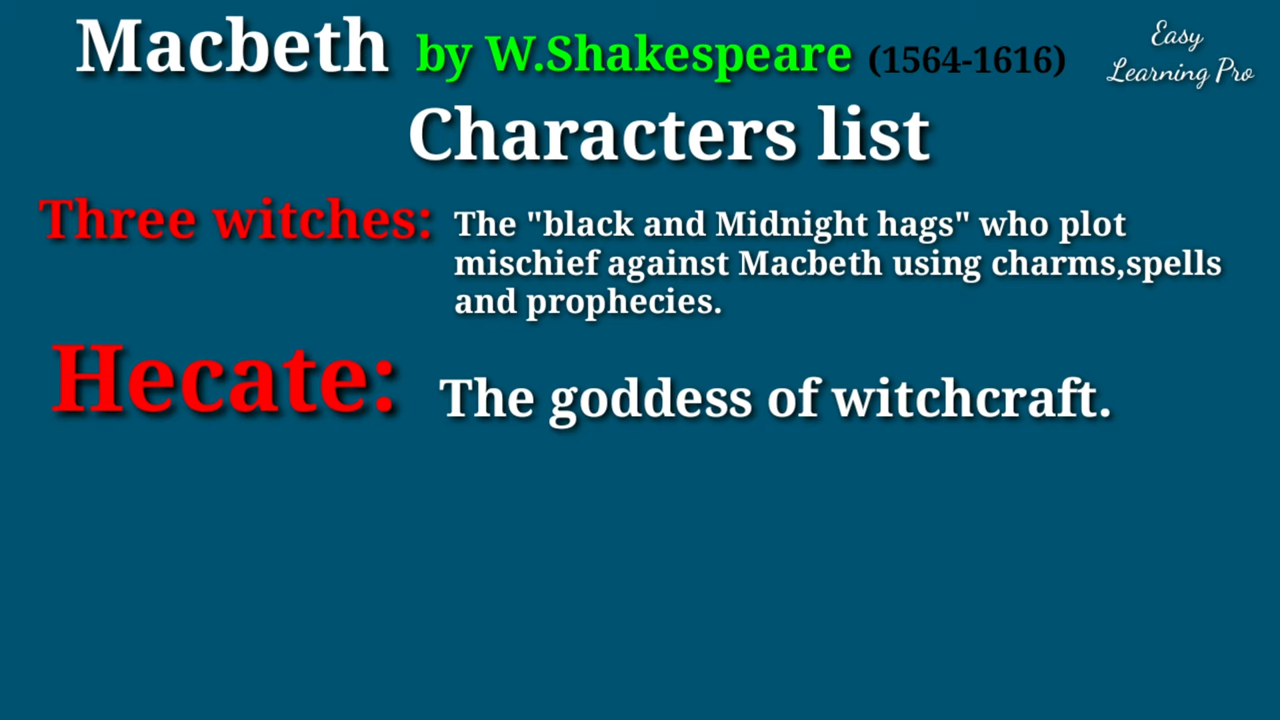 Macbeth by W.Shakespeare (1564-1616)
Easy
Learning Pro
Characters list
Three witches: The "black and Midnight hags" who plot
mischief against Macbeth using charms,spells
and prophecies.
Hecate: The goddess of witchcraft.